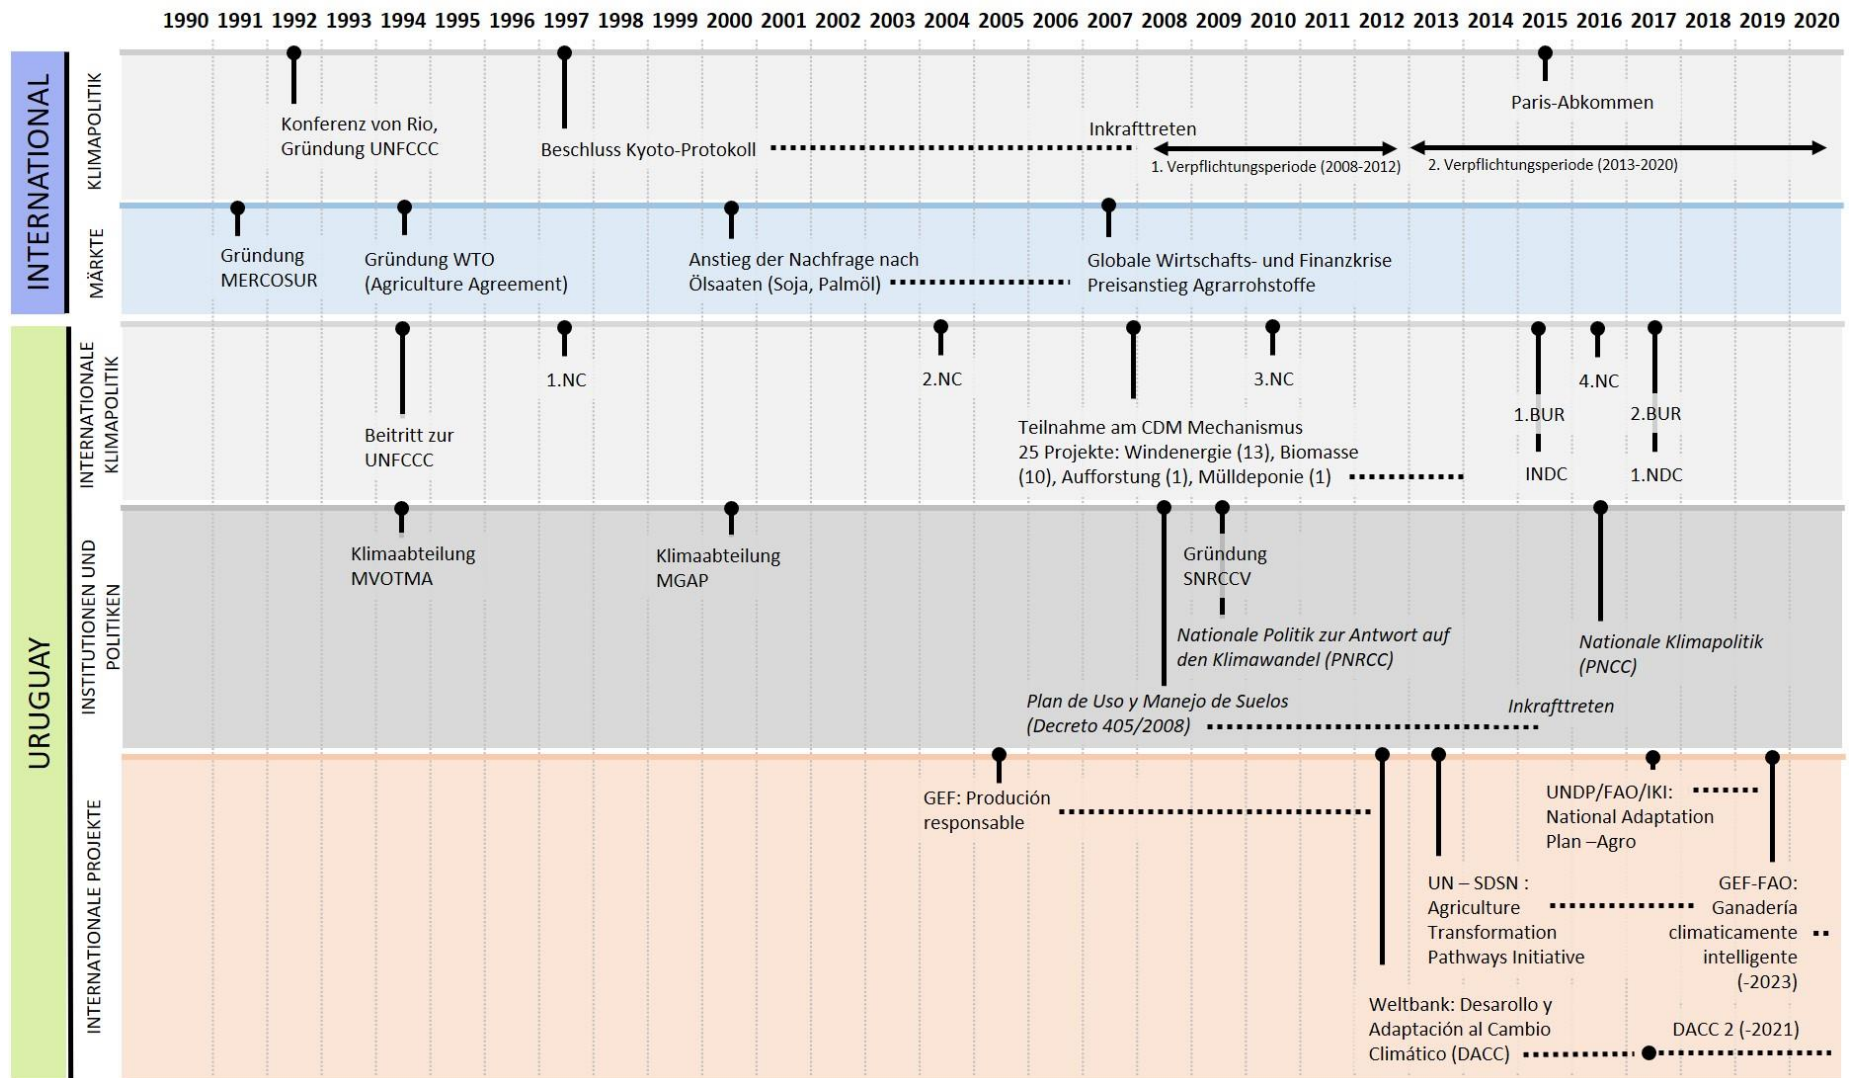 1990 1991 1992 1993 1994 1995 1996 1997 1998 1999 2000 2001 2002 2003 2004 2005 2006 2007 2008 2009 2010 2011 2012 2013 2014 2015 2016 2017 2018 2019 2020
INTERNATIONAL
KLIMAPOLITIK
Konferenz von Rio,
Gründung UNFCCC
Beschluss Kyoto-Protokoll
Inkrafttreten
1. Verpflichtungsperiode (2008-2012)
Paris-Abkommen
2. Verpflichtungsperiode (2013-2020)
MÄRKTE
Gründung
MERCOSUR
Gründung WTO
(Agriculture Agreement)
Anstieg der Nachfrage nach
Ölsaaten (Soja, Palmöl)
Globale Wirtschafts- und Finanzkrise
Preisanstieg Agrarrohstoffe
URUGUAY
INTERNATIONALE
KLIMAPOLITIK
Beitritt zur
UNFCCC
1.NC
2.NC
Teilnahme am CDM Mechanismus
25 Projekte: Windenergie (13), Biomasse
(10), Aufforstung (1), Mülldeponie (1)
3.NC
1.BUR
INDC
4.NC
2.BUR
1.NDC
INSTITUTIONEN UND
POLITIKEN
Klimaabteilung
MVOTMA
Klimaabteilung
MGAP
Gründung
SNRCCV
Nationale Politik zur Antwort auf
den Klimawandel (PNRCC)
Plan de Uso y Manejo de Suelos
(Decreto 405/2008)
Inkrafttreten
Nationale Klimapolitik
(PNCC)
INTERNATIONALE PROJEKTE
GEF: Produción
responsable
UNDP/FAO/IKI:
National Adaptation
Plan –Agro
UN – SDSN :
Agriculture
Transformation
Pathways Initiative
GEF-FAO:
Ganadería
climaticamente
intelligente
(-2023)
Weltbank: Desarollo y
Adaptación al Cambio
Climático (DACC)
DACC 2 (-2021)